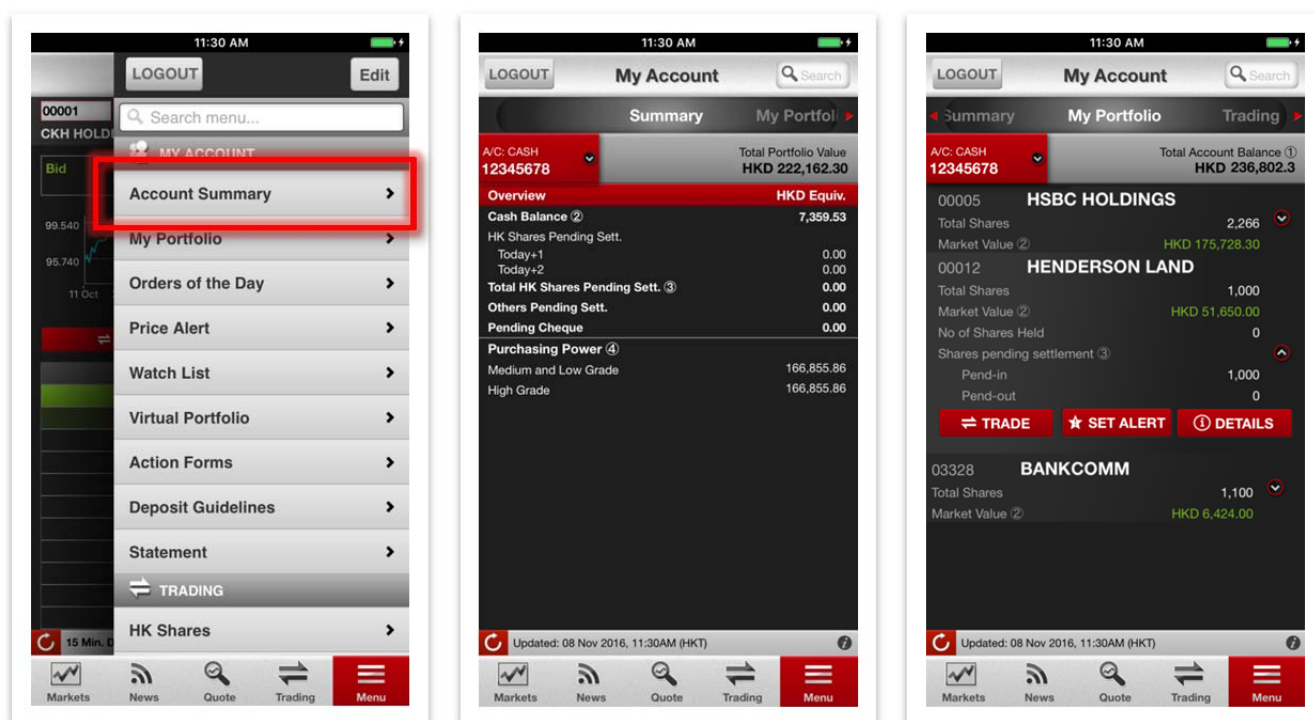 11:30 AM
LOGOUT Edit
00001
CKH HOLD
Search menu...
MY ACCOUNT
Bid
Account Summary
99.540
My Portfolio
95.740
Orders of the Day
11 Oct
Price Alert
Watch List
Virtual Portfolio
Action Forms
Deposit Guidelines
Statement
TRADING
HK Shares
15 Min. D
Markets News Quote Trading Menu
11:30 AM
LOGOUT My Account Search
Summary My Portfoli
A/C: CASH Total Portfolio Value
12345678 HKD 222,162.30
Overview HKD Equiv.
Cash Balance ② 7,359.53
HK Shares Pending Sett.
Today+1 0.00
Today+2 0.00
Total HK Shares Pending Sett. ③ 0.00
Others Pending Sett. 0.00
Pending Cheque 0.00
Purchasing Power ④
Medium and Low Grade 166,855.86
High Grade 166,855.86
Updated: 08 Nov 2016, 11:30AM (HKT)
Markets News Quote Trading Menu
11:30 AM
LOGOUT My Account Search
Summary My Portfolio Trading
A/C: CASH Total Account Balance ①
12345678 HKD 236,802.3
00005 HSBC HOLDINGS
Total Shares 2,266
Market Value ② HKD 175,728.30
00012 HENDERSON LAND
Total Shares 1,000
Market Value ② HKD 51,650.00
No of Shares Held 0
Shares pending settlement ③
Pend-in 1,000
Pend-out 0
TRADE SET ALERT DETAILS
03328 BANKCOMM
Total Shares 1,100
Market Value ② HKD 6,424.00
Updated: 08 Nov 2016, 11:30AM (HKT)
Markets News Quote Trading Menu